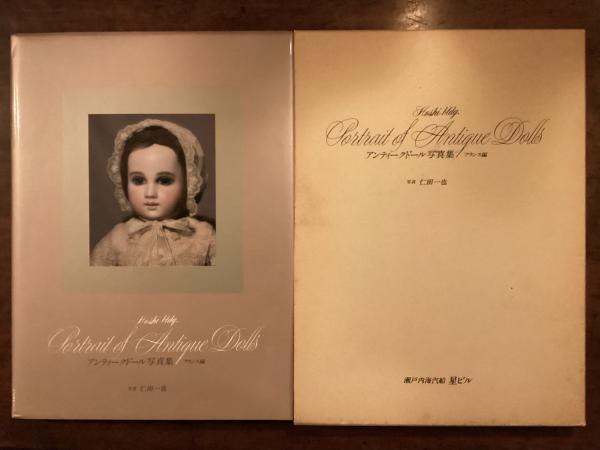 Hoshi bldg.
Portrait of Antique Dolls
アンティークドール写真集/フランス編
写真 仁田一也
Hoshi bldg.
Portrait of Antique Dolls
アンティークドール写真集/フランス編
写真 仁田一也
瀬戸内海汽船 星ビル